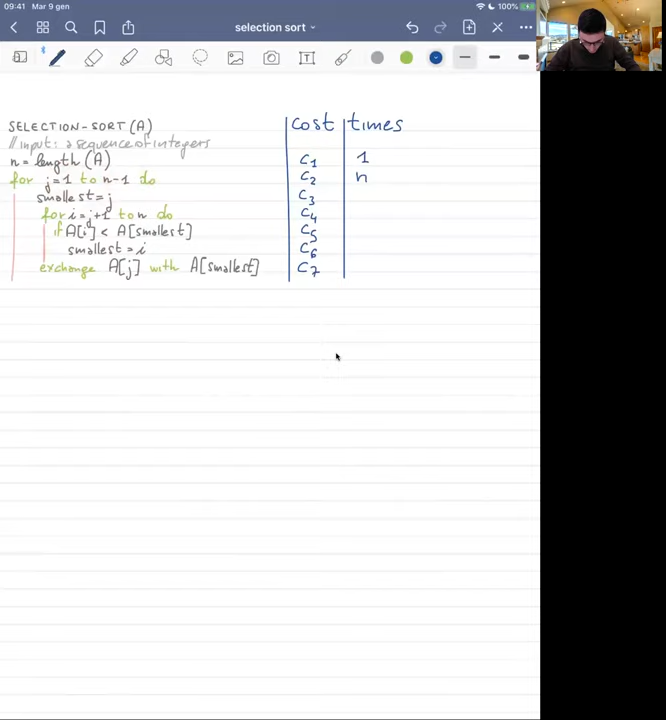 09:41 Mar 9 gen
100%
selection sort
cost times
SELECTION-SORT (A)
// input: a sequence of integers
n = length (A) c1 1
for j=1 to n-1 do c2 n
smallest = j c3
for i=j+1 to n do c4
if A[i] < A[smallest] c5
smallest = i c6
exchange A[j] with A[smallest] c7